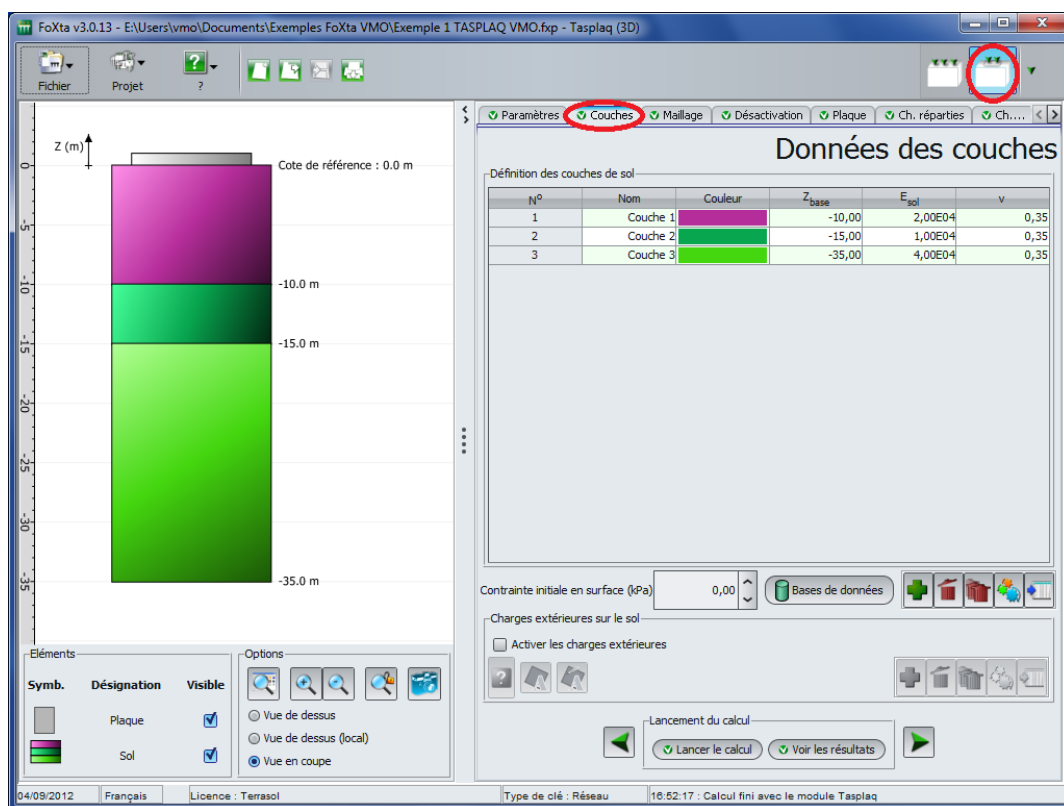 FoXta v3.0.13 - E:\Users\vmo\Documents\Exemples FoXta VMO\Exemple 1 TASPLAQ VMO.fxp - Tasplaq (3D)
Fichier Projet ?
Paramètres Couches Maillage Désactivation Plaque Ch. réparties Ch....
Données des couches
Z (m)
Cote de référence : 0.0 m
-10.0 m
-15.0 m
-35.0 m
0
-5
-10
-15
-20
-25
-30
-35
Définition des couches de sol
N° Nom Couleur Zbase Esol ν
1 Couche 1 -10,00 2,00E04 0,35
2 Couche 2 -15,00 1,00E04 0,35
3 Couche 3 -35,00 4,00E04 0,35
Contrainte initiale en surface (kPa) 0,00 Bases de données
Charges extérieures sur le sol
Activer les charges extérieures
?
Eléments
Symb. Désignation Visible
Plaque
Sol
Options
Vue de dessus
Vue de dessus (local)
Vue en coupe
Lancement du calcul
Lancer le calcul Voir les résultats
04/09/2012 Français Licence : Terrasol Type de clé : Réseau 16:52:17 : Calcul fini avec le module Tasplaq